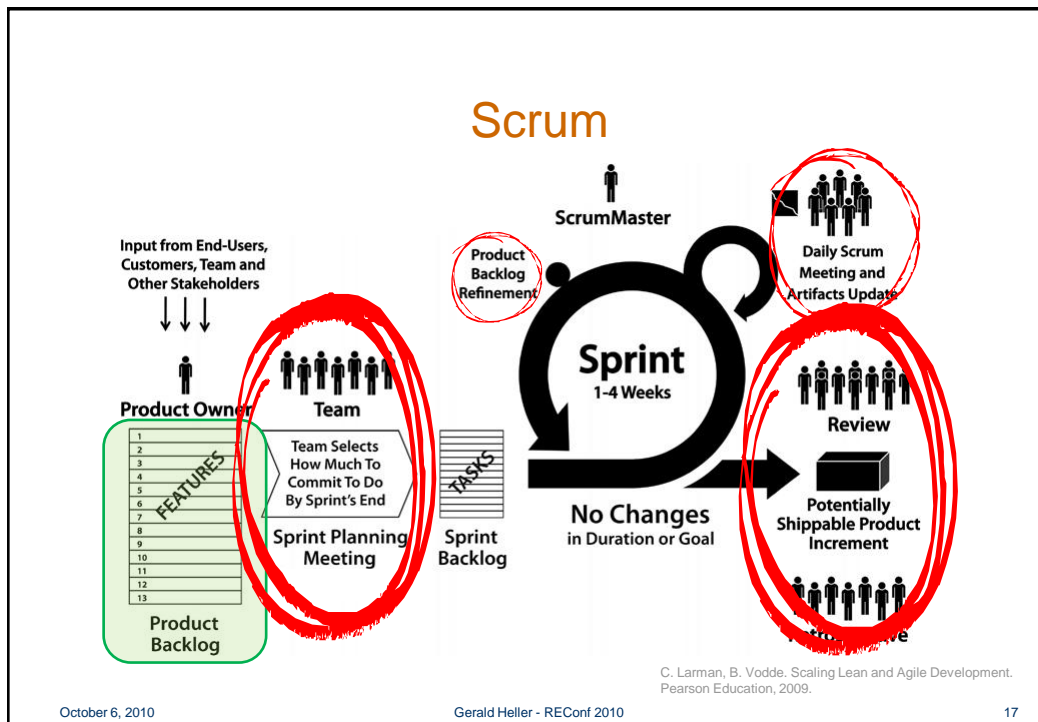 Scrum
ScrumMaster
Input from End-Users,
Customers, Team and
Other Stakeholders
Product
Backlog
Refinement
Daily Scrum
Meeting and
Artifacts Update
Product Owner
Team
Sprint
1-4 Weeks
Review
1
2
3
4
5
6
7
8
9
10
11
12
13
FEATURES
Team Selects
How Much To
Commit To Do
By Sprint's End
TASKS
Sprint Planning
Meeting
Sprint
Backlog
No Changes
in Duration or Goal
Potentially
Shippable Product
Increment
Product
Backlog
C. Larman, B. Vodde. Scaling Lean and Agile Development.
Pearson Education, 2009.
October 6, 2010
Gerald Heller - REConf 2010
17